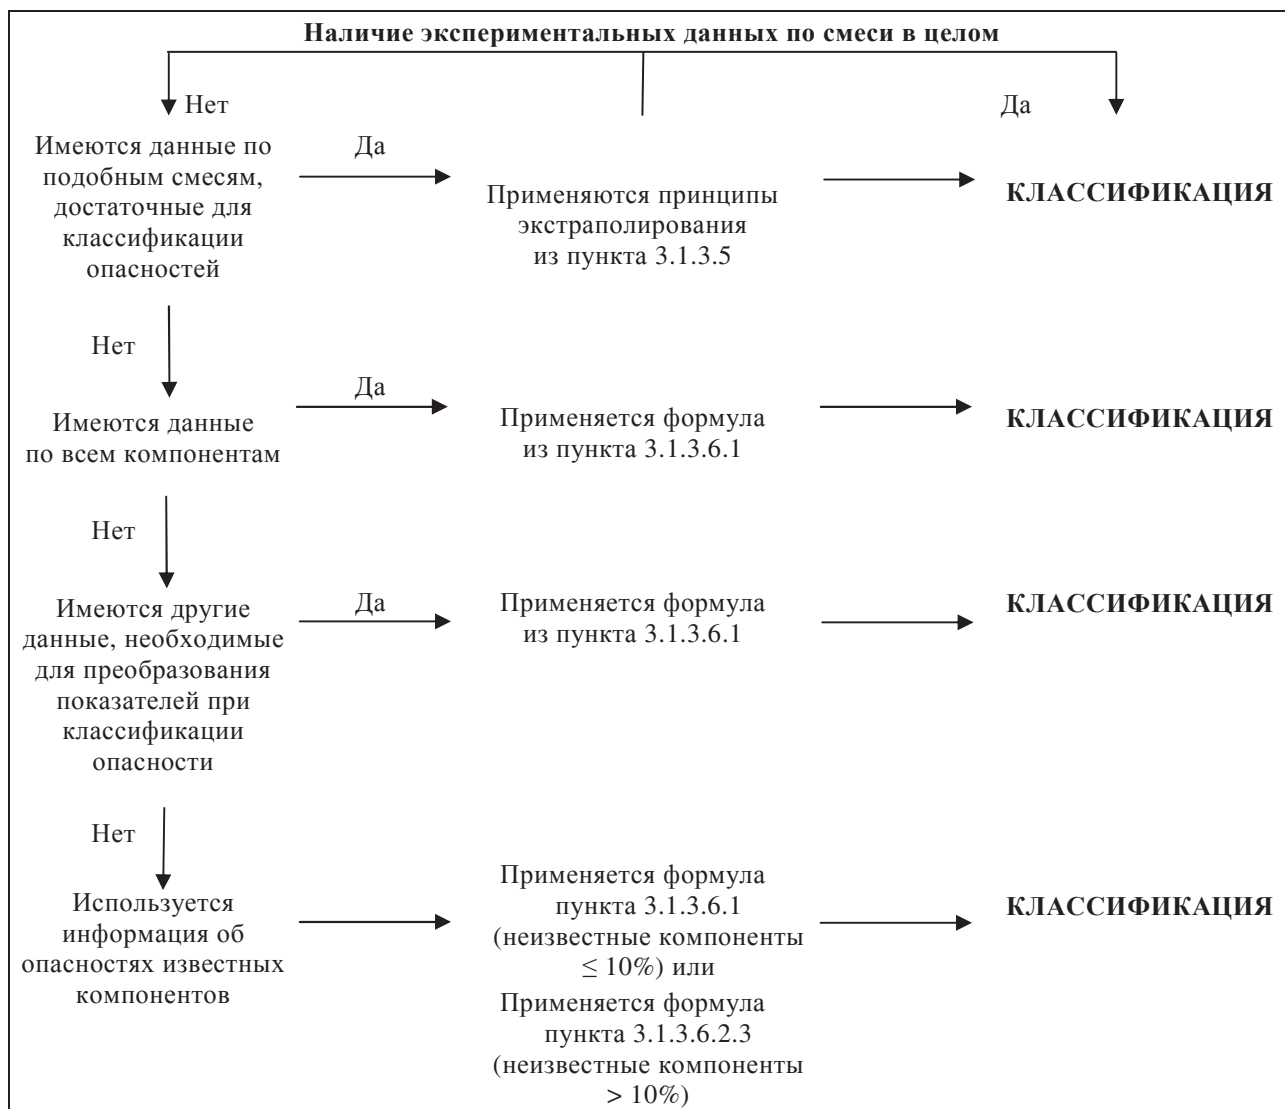 Наличие экспериментальных данных по смеси в целом
Нет
Да
Имеются данные по
подобным смесям,
достаточные для
классификации
опасностей
Да
Применяются принципы
экстраполирования
из пункта 3.1.3.5
КЛАССИФИКАЦИЯ
Нет
Имеются данные
по всем компонентам
Да
Применяется формула
из пункта 3.1.3.6.1
КЛАССИФИКАЦИЯ
Нет
Имеются другие
данные, необходимые
для преобразования
показателей при
классификации
опасности
Да
Применяется формула
из пункта 3.1.3.6.1
КЛАССИФИКАЦИЯ
Нет
Используется
информация об
опасностях известных
компонентов
Применяется формула
пункта 3.1.3.6.1
(неизвестные компоненты
≤ 10%) или
Применяется формула
пункта 3.1.3.6.2.3
(неизвестные компоненты
> 10%)
КЛАССИФИКАЦИЯ